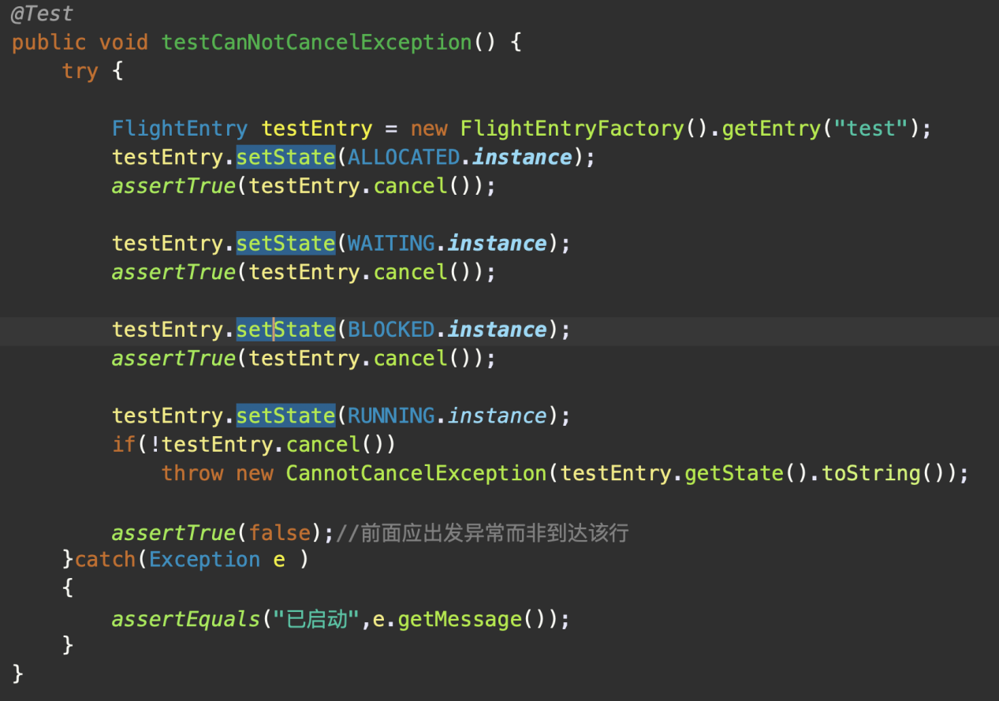 @Test
public void testCanNotCancelException() {
    try {
        FlightEntry testEntry = new FlightEntryFactory().getEntry("test");
        testEntry.setState(ALLOCATED.instance);
        assertTrue(testEntry.cancel());
        testEntry.setState(WAITING.instance);
        assertTrue(testEntry.cancel());
        testEntry.setState(BLOCKED.instance);
        assertTrue(testEntry.cancel());
        testEntry.setState(RUNNING.instance);
        if(!testEntry.cancel())
            throw new CannotCancelException(testEntry.getState().toString());
        assertTrue(false);//前面应出发异常而非到达该行
    }catch(Exception e )
    {
        assertEquals("已启动",e.getMessage());
    }
}